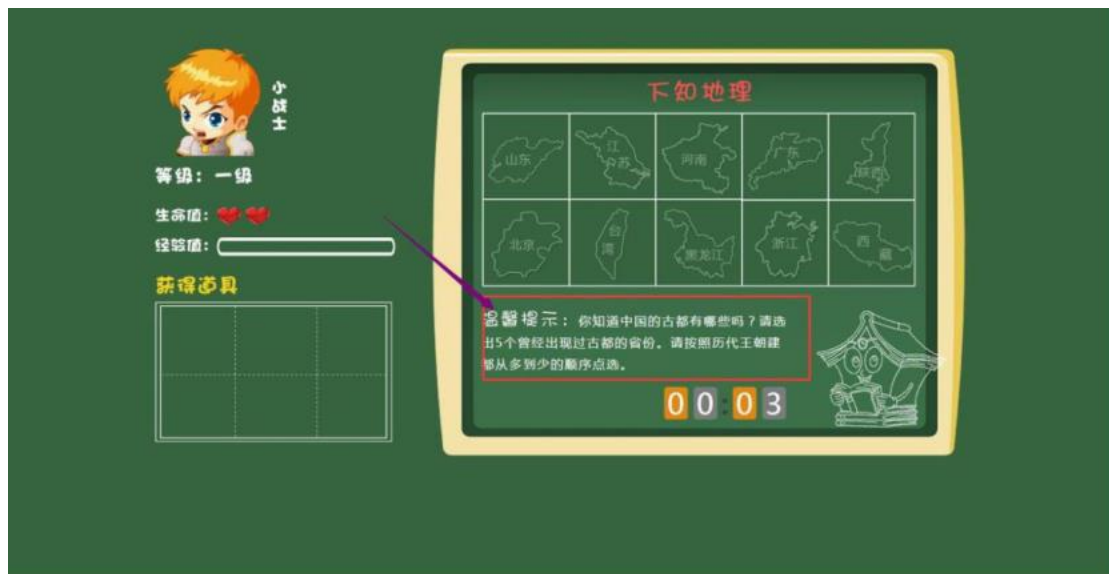 小战士
等级：一级
生命值：
经验值：
获得道具
下知地理
山东 江苏 河南 广东 陕西
北京 台湾 黑龙江 浙江 西藏
温馨提示：你知道中国的古都有哪些吗？请选
出5个曾经出现过古都的省份。请按照历代王朝建
都从多到少的顺序点选。
00:03